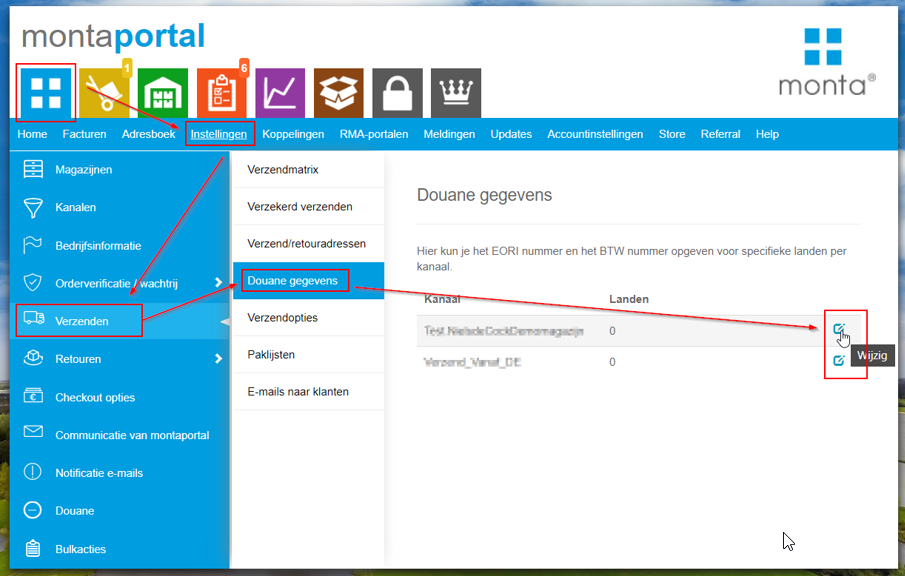 montaportal
monta®
1
6
Home Facturen Adresboek Instellingen Koppelingen RMA-portalen Meldingen Updates Accountinstellingen Store Referral Help
Magazijnen
Kanalen
Bedrijfsinformatie
Orderverificatie / wachtrij
Verzenden
Retouren
Checkout opties
Communicatie van montaportal
Notificatie e-mails
Douane
Bulkacties
Verzendmatrix
Verzekerd verzenden
Verzend/retouradressen
Douane gegevens
Verzendopties
Paklijsten
E-mails naar klanten
Douane gegevens
Hier kun je het EORI nummer en het BTW nummer opgeven voor specifieke landen per
kanaal.
Kanaal Landen
0
Verzend_Vanaf_DE 0
Wijzig